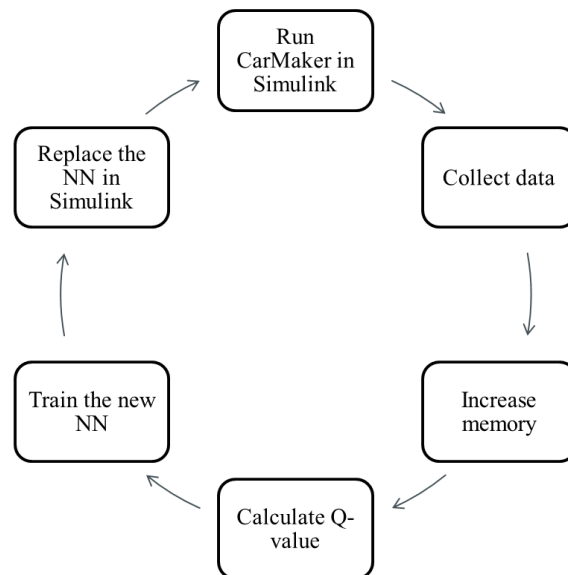 Run
CarMaker in
Simulink
Collect data
Increase
memory
Calculate Q-
value
Train the new
NN
Replace the
NN in
Simulink